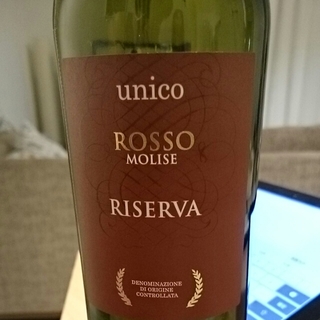 unico
ROSSO
MOLISE
RISERVA
DENOMINAZIONE
DI ORIGINE
CONTROLLATA